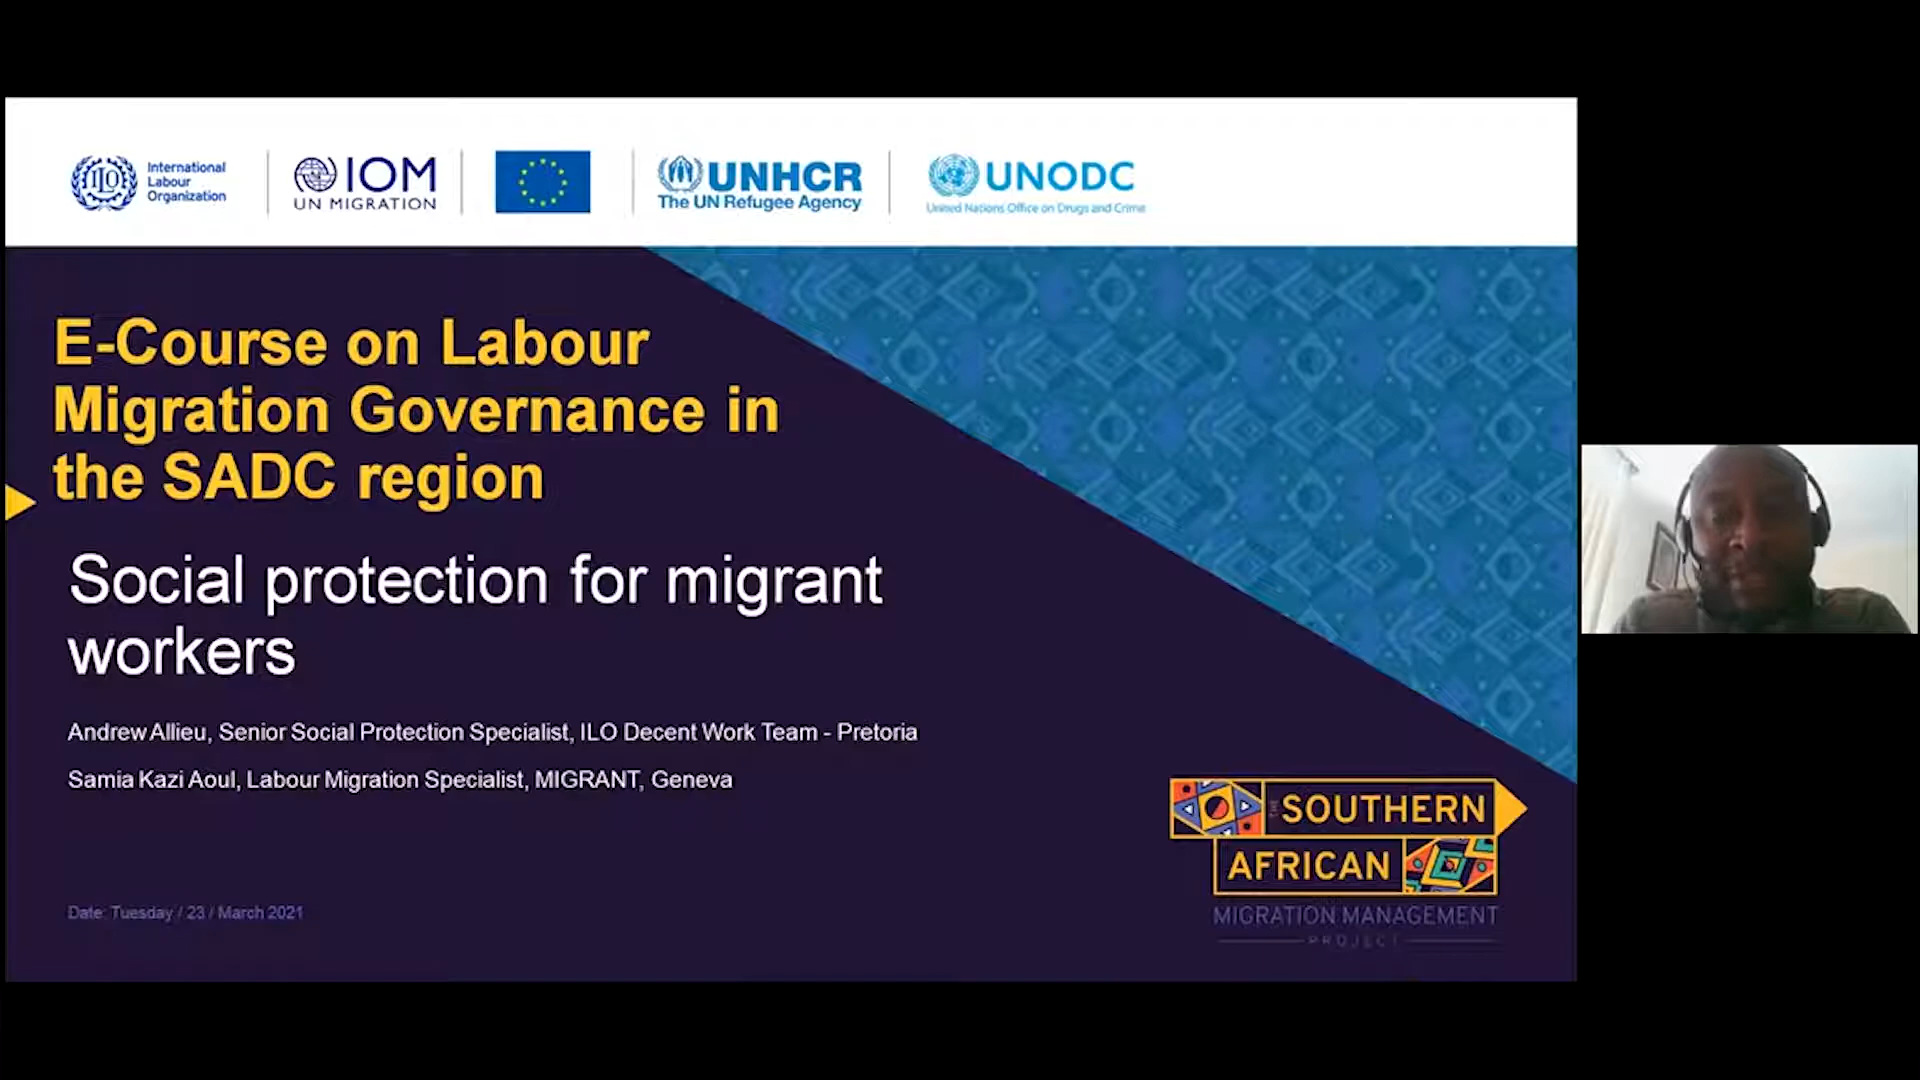 International
Labour
Organization
IOM
UN MIGRATION
UNHCR
The UN Refugee Agency
UNODC
United Nations Office on Drugs and Crime
E-Course on Labour
Migration Governance in
the SADC region
Social protection for migrant
workers
Andrew Allieu, Senior Social Protection Specialist, ILO Decent Work Team - Pretoria
Samia Kazi Aoul, Labour Migration Specialist, MIGRANT, Geneva
Date: Tuesday / 23 / March 2021
THE SOUTHERN
AFRICAN
MIGRATION MANAGEMENT
PROJECT